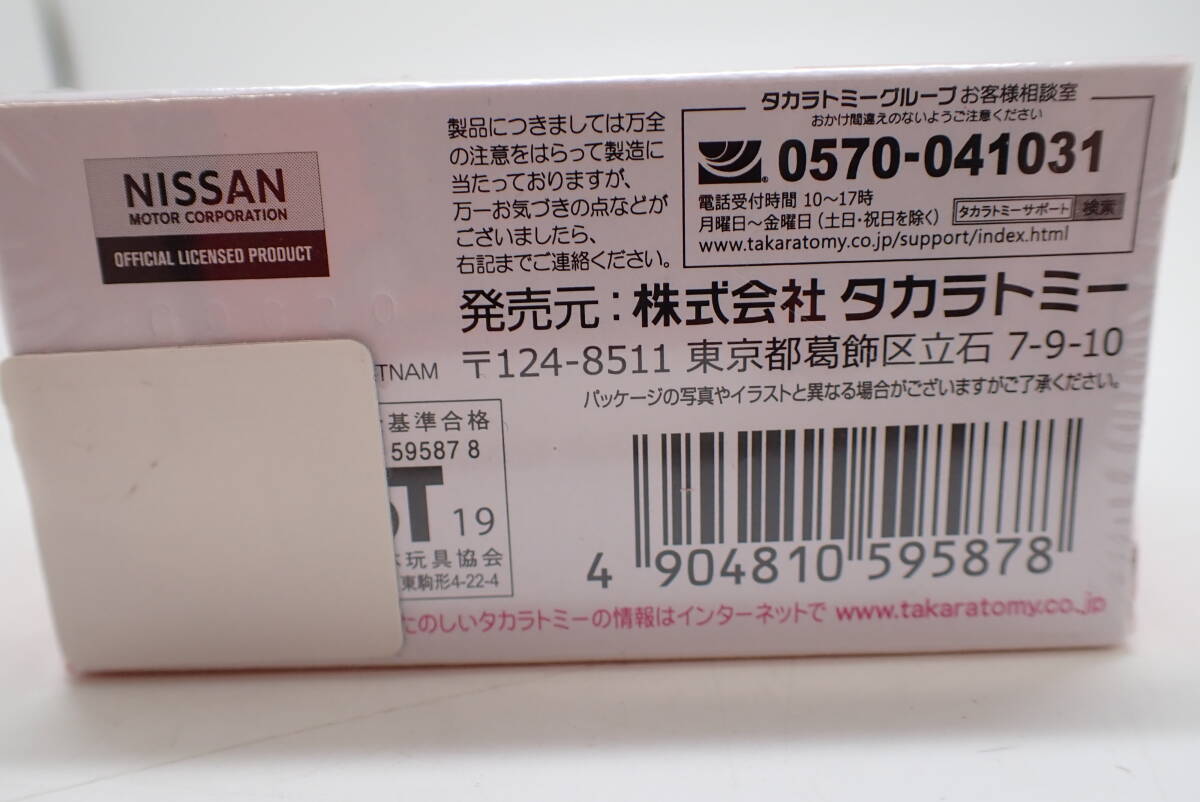 NISSAN
MOTOR CORPORATION
OFFICIAL LICENSED PRODUCT
製品につきましては万全
の注意をはらって製造に
当たっておりますが、
万一お気づきの点などが
ございましたら、
右記までご連絡ください。
タカラトミーグループお客様相談室
おかけ間違えのないようご注意ください
0570-041031
電話受付時間 10〜17時
月曜日〜金曜日(土日・祝日を除く) タカラトミーサポート 検索
www.takaratomy.co.jp/support/index.html
発売元:株式会社 タカラトミー
〒124-8511 東京都葛飾区立石 7-9-10
パッケージの写真やイラストと異なる場合がございますがご了承ください。
TNAM
基準合格
595878
T 19
玩具協会
東駒形4-22-4
4 904810 595878
たのしいタカラトミーの情報はインターネットで www.takaratomy.co.jp